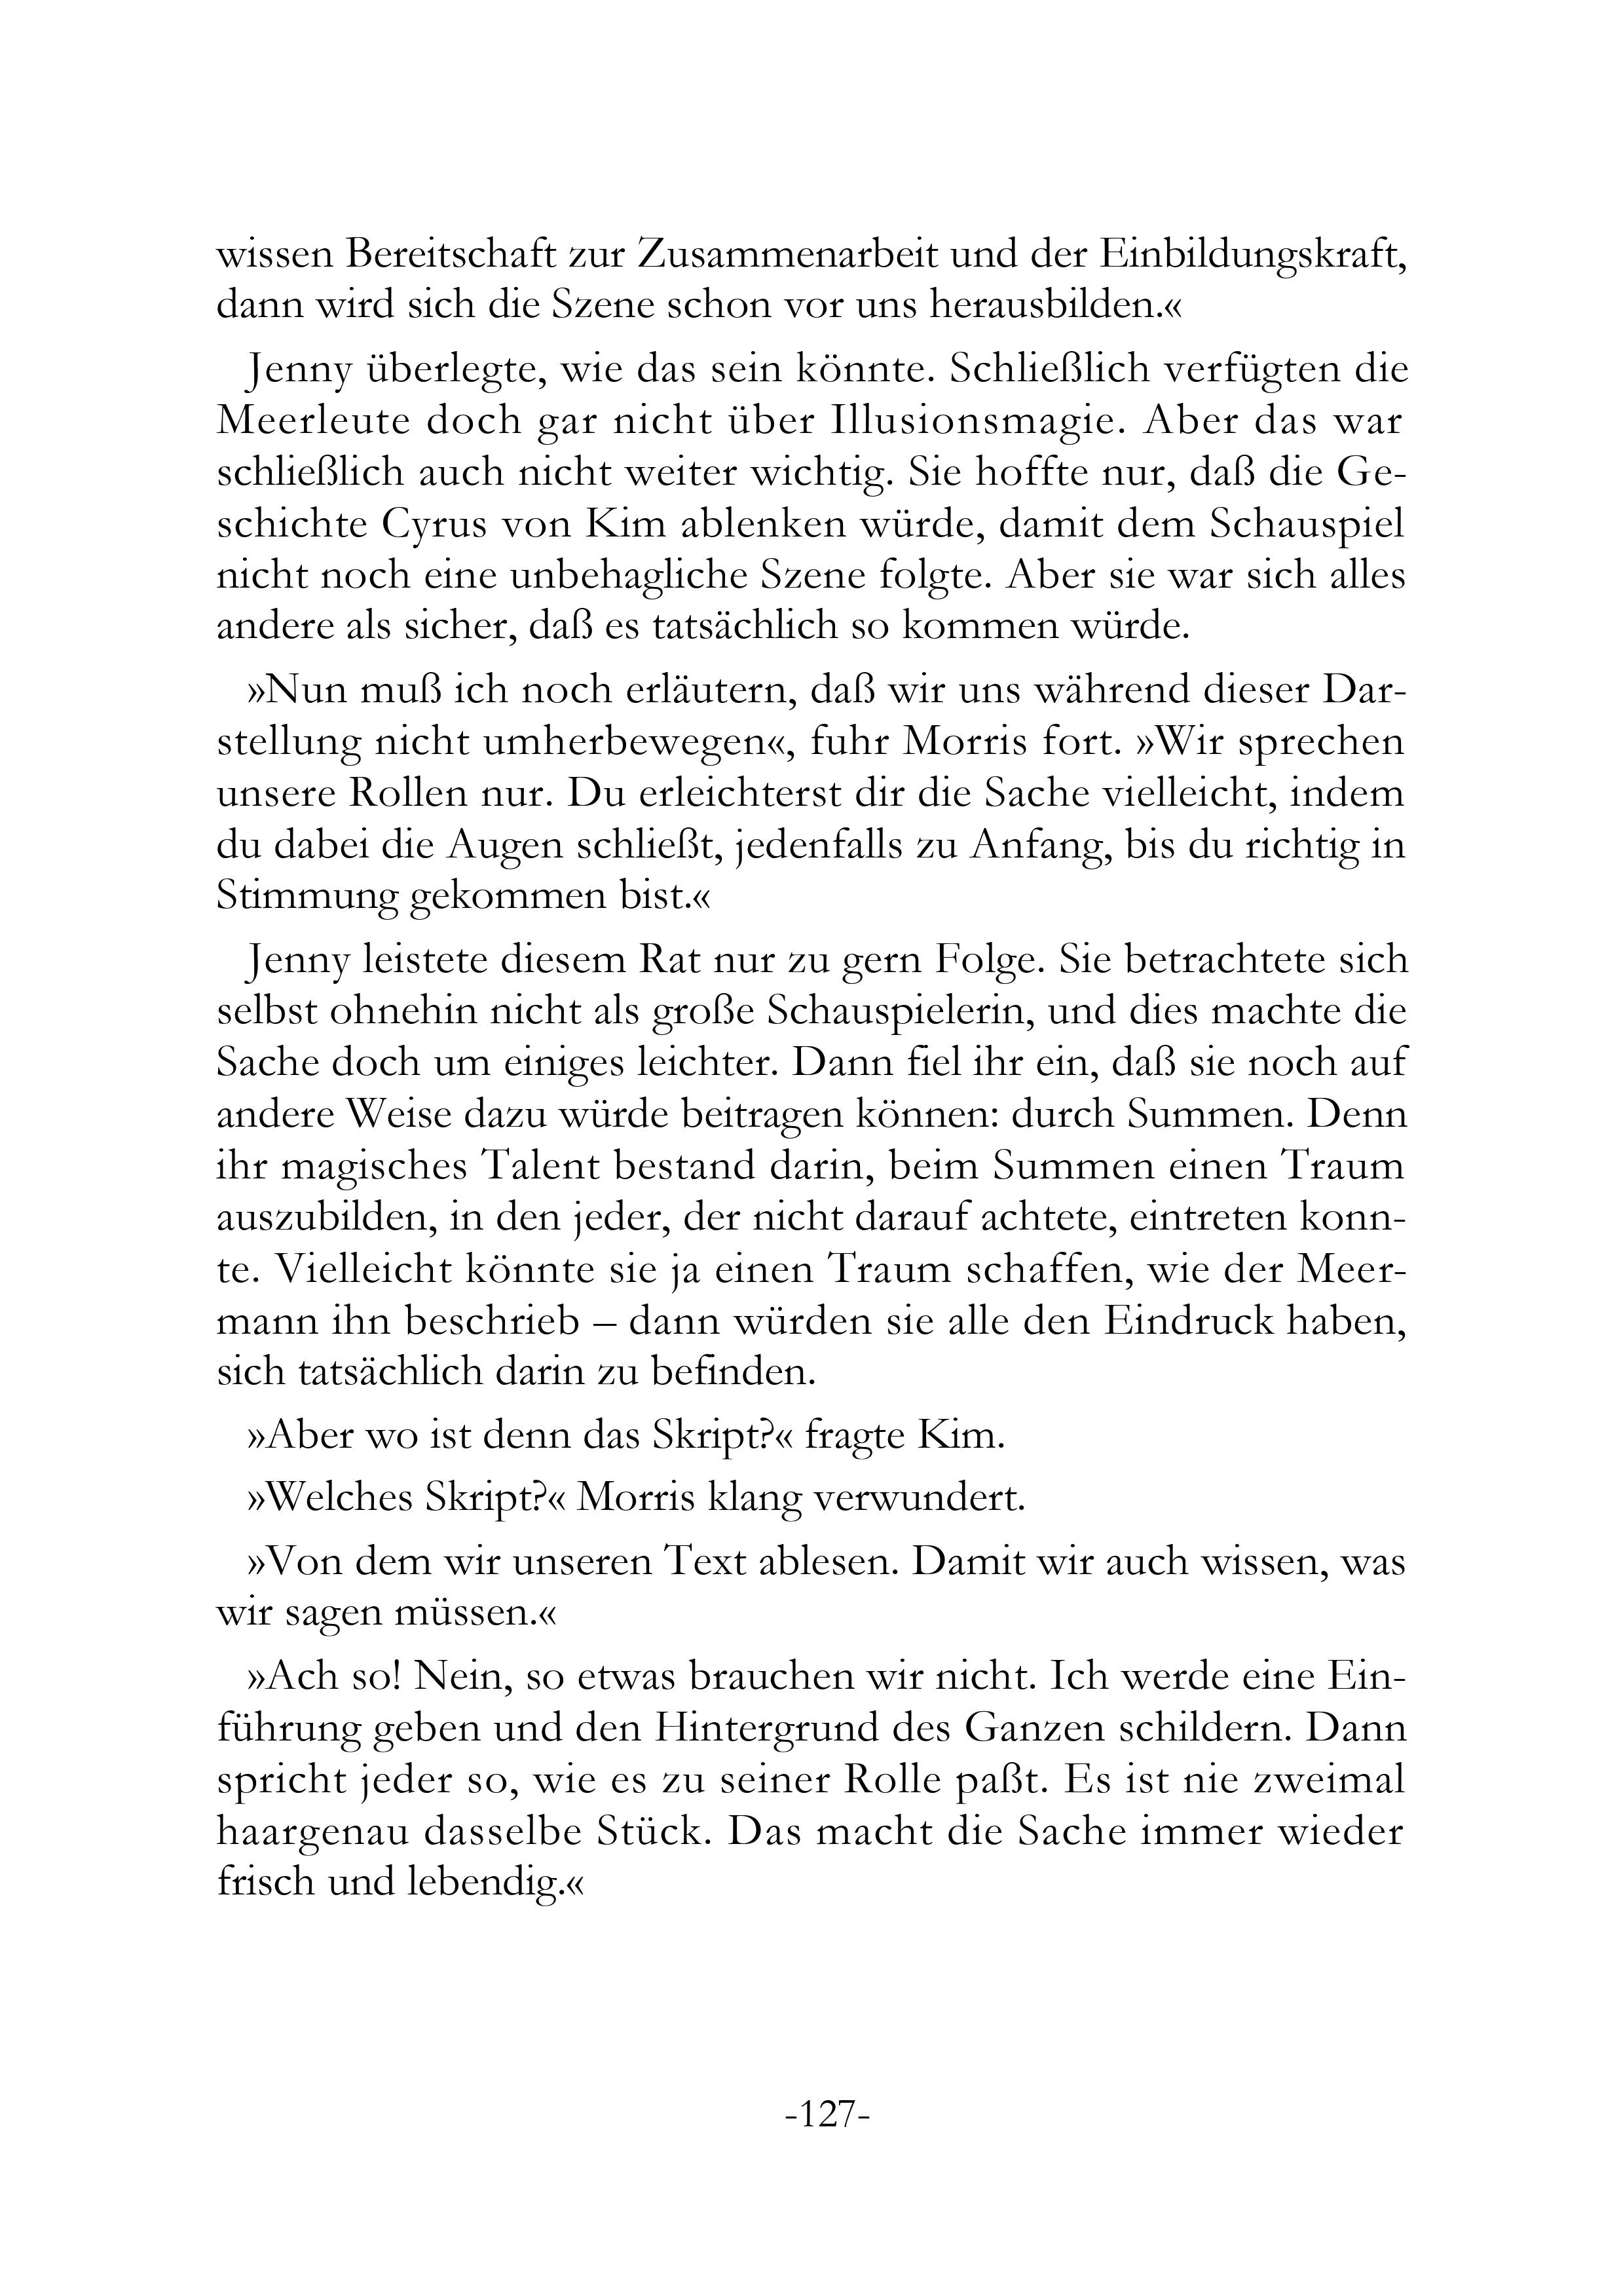 wissen Bereitschaft zur Zusammenarbeit und der Einbildungskraft,
dann wird sich die Szene schon vor uns herausbilden.«
Jenny überlegte, wie das sein könnte. Schließlich verfügten die
Meerleute doch gar nicht über Illusionsmagie. Aber das war
schließlich auch nicht weiter wichtig. Sie hoffte nur, daß die Ge-
schichte Cyrus von Kim ablenken würde, damit dem Schauspiel
nicht noch eine unbehagliche Szene folgte. Aber sie war sich alles
andere als sicher, daß es tatsächlich so kommen würde.
»Nun muß ich noch erläutern, daß wir uns während dieser Dar-
stellung nicht umherbewegen«, fuhr Morris fort. »Wir sprechen
unsere Rollen nur. Du erleichterst dir die Sache vielleicht, indem
du dabei die Augen schließt, jedenfalls zu Anfang, bis du richtig in
Stimmung gekommen bist.«
Jenny leistete diesem Rat nur zu gern Folge. Sie betrachtete sich
selbst ohnehin nicht als große Schauspielerin, und dies machte die
Sache doch um einiges leichter. Dann fiel ihr ein, daß sie noch auf
andere Weise dazu würde beitragen können: durch Summen. Denn
ihr magisches Talent bestand darin, beim Summen einen Traum
auszubilden, in den jeder, der nicht darauf achtete, eintreten konn-
te. Vielleicht könnte sie ja einen Traum schaffen, wie der Meer-
mann ihn beschrieb – dann würden sie alle den Eindruck haben,
sich tatsächlich darin zu befinden.
»Aber wo ist denn das Skript?« fragte Kim.
»Welches Skript?« Morris klang verwundert.
»Von dem wir unseren Text ablesen. Damit wir auch wissen, was
wir sagen müssen.«
»Ach so! Nein, so etwas brauchen wir nicht. Ich werde eine Ein-
führung geben und den Hintergrund des Ganzen schildern. Dann
spricht jeder so, wie es zu seiner Rolle paßt. Es ist nie zweimal
haargenau dasselbe Stück. Das macht die Sache immer wieder
frisch und lebendig.«
-127-